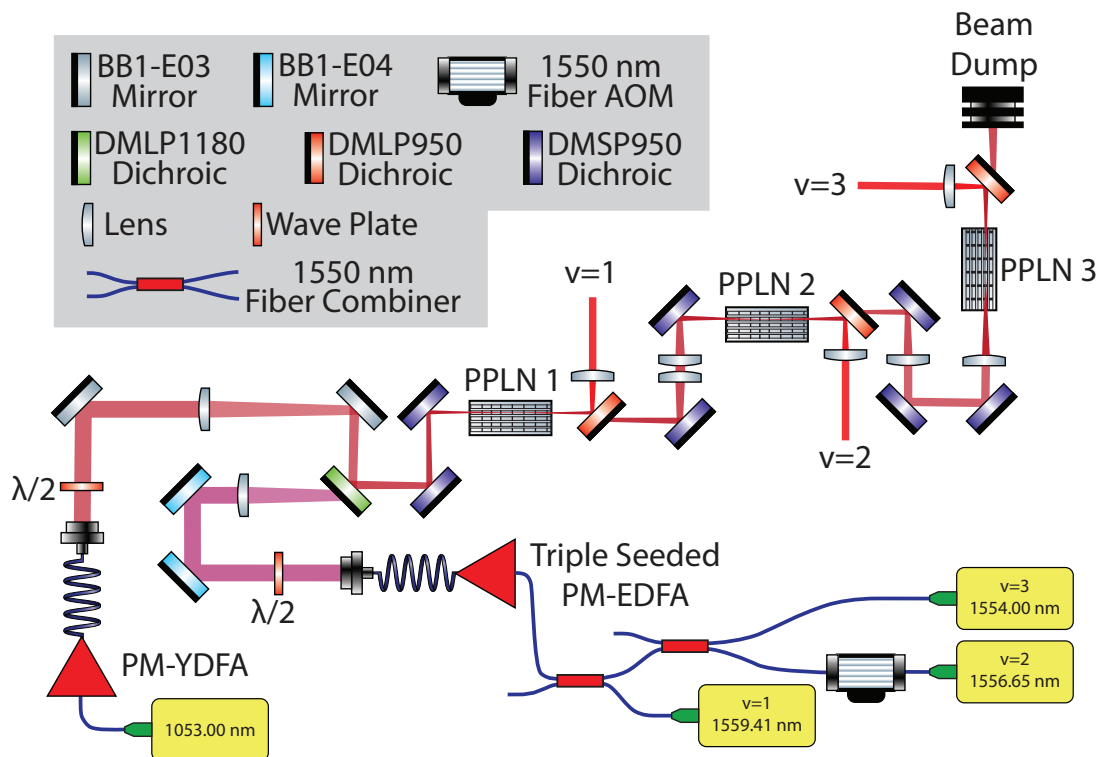 BB1-E03
Mirror
BB1-E04
Mirror
1550 nm
Fiber AOM
DMLP1180
Dichroic
DMLP950
Dichroic
DMSP950
Dichroic
Lens
Wave Plate
1550 nm
Fiber Combiner
Beam
Dump
v=3
PPLN 3
v=1
PPLN 2
PPLN 1
v=2
λ/2
λ/2
Triple Seeded
PM-EDFA
PM-YDFA
1053.00 nm
v=3
1554.00 nm
v=2
1556.65 nm
v=1
1559.41 nm